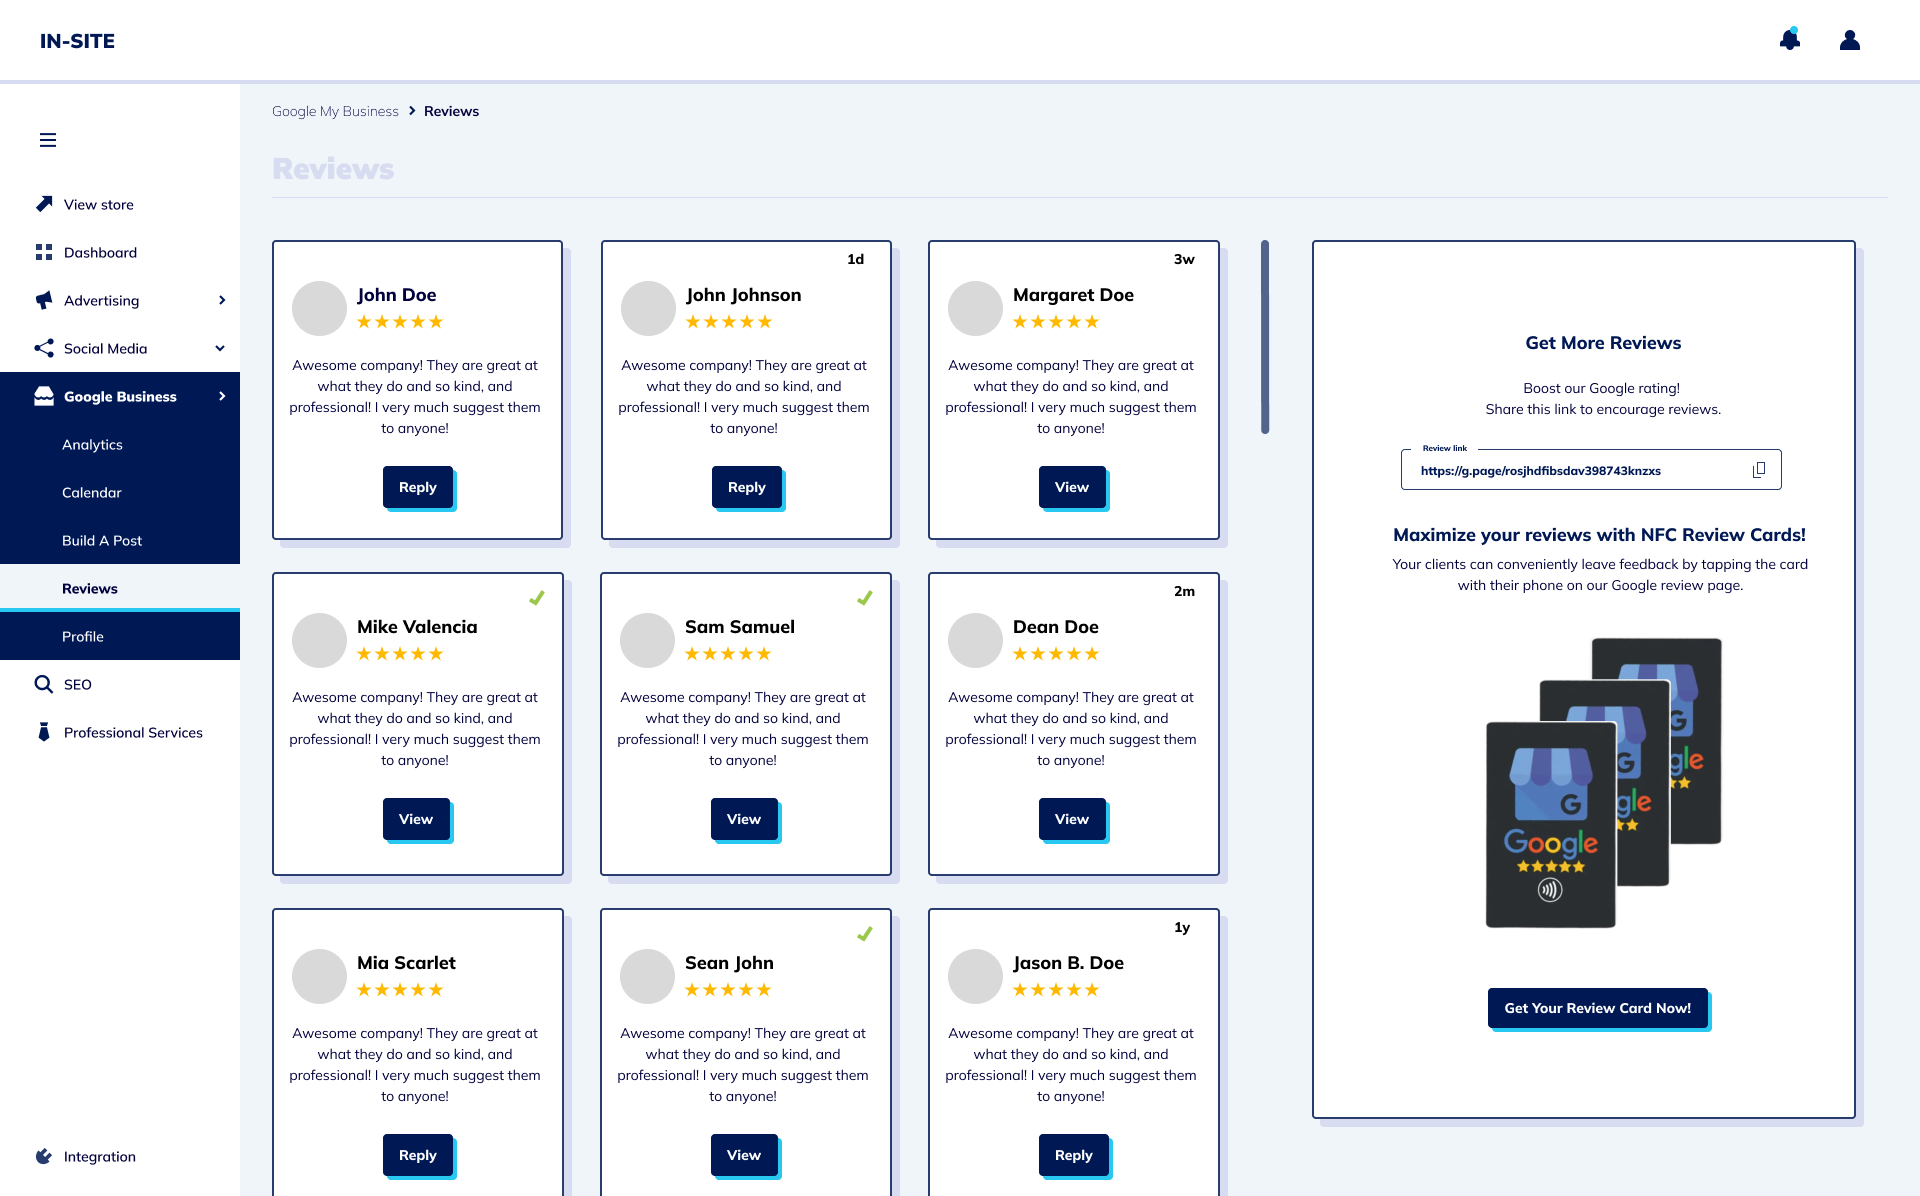 IN-SITE
Google My Business
Reviews
Reviews
View store
Dashboard
Advertising
Social Media
Google Business
Analytics
Calendar
Build A Post
Reviews
Profile
SEO
Professional Services
Integration
John Doe
Awesome company! They are great at
what they do and so kind, and
professional! I very much suggest them
to anyone!
Reply
1d
John Johnson
Awesome company! They are great at
what they do and so kind, and
professional! I very much suggest them
to anyone!
Reply
3w
Margaret Doe
Awesome company! They are great at
what they do and so kind, and
professional! I very much suggest them
to anyone!
View
Mike Valencia
Awesome company! They are great at
what they do and so kind, and
professional! I very much suggest them
to anyone!
View
Sam Samuel
Awesome company! They are great at
what they do and so kind, and
professional! I very much suggest them
to anyone!
View
2m
Dean Doe
Awesome company! They are great at
what they do and so kind, and
professional! I very much suggest them
to anyone!
View
Mia Scarlet
Awesome company! They are great at
what they do and so kind, and
professional! I very much suggest them
to anyone!
Reply
Sean John
Awesome company! They are great at
what they do and so kind, and
professional! I very much suggest them
to anyone!
View
1y
Jason B. Doe
Awesome company! They are great at
what they do and so kind, and
professional! I very much suggest them
to anyone!
Reply
Get More Reviews
Boost our Google rating!
Share this link to encourage reviews.
Review link
https://g.page/rosjhdfibsdav398743knzxs
Maximize your reviews with NFC Review Cards!
Your clients can conveniently leave feedback by tapping the card
with their phone on our Google review page.
G
gle
G
gle
G
Google
Get Your Review Card Now!